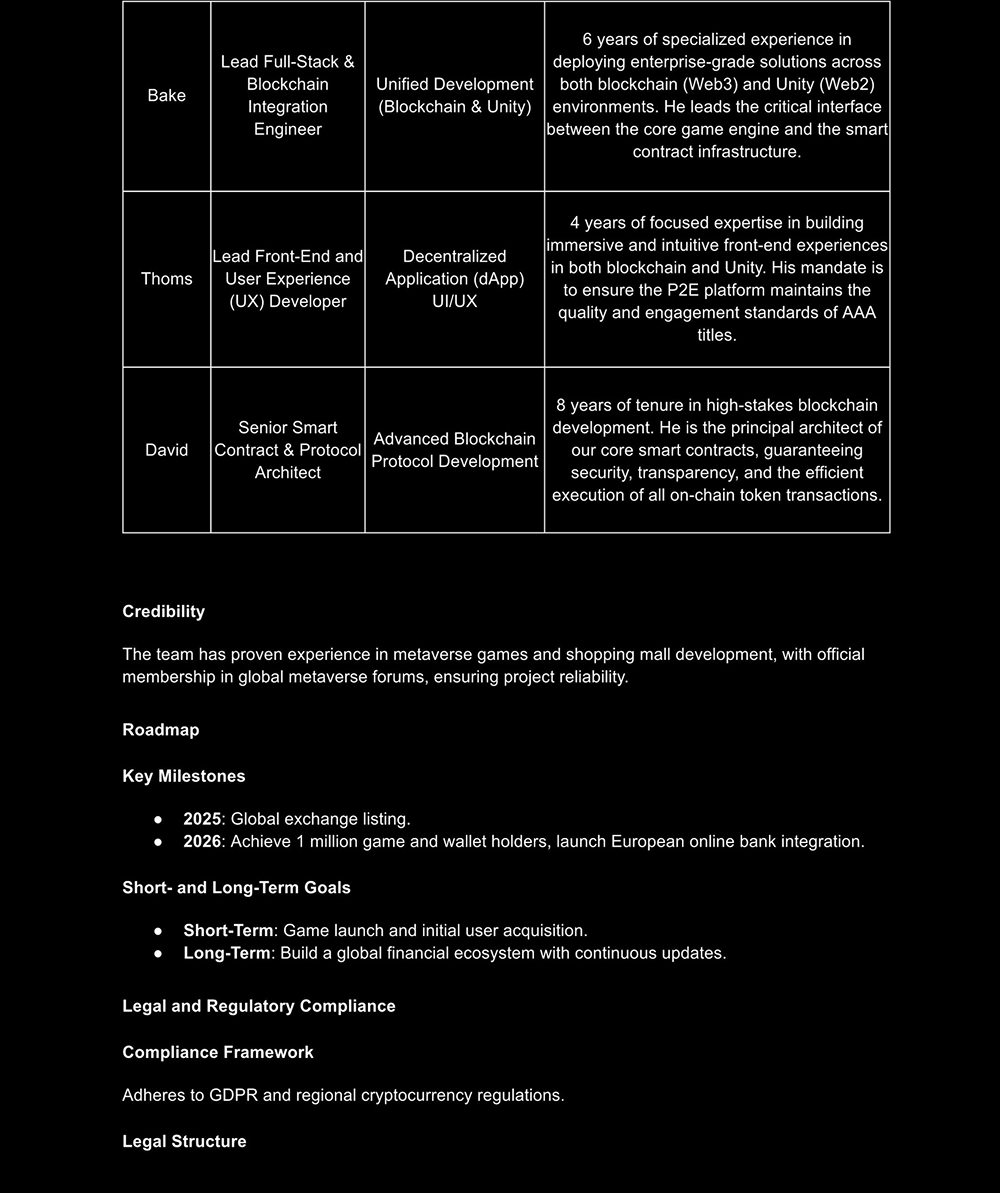 Bake
Lead Full-Stack &
Blockchain
Integration
Engineer
Unified Development
(Blockchain & Unity)
6 years of specialized experience in
deploying enterprise-grade solutions across
both blockchain (Web3) and Unity (Web2)
environments. He leads the critical interface
between the core game engine and the smart
contract infrastructure.
Thoms
Lead Front-End and
User Experience
(UX) Developer
Decentralized
Application (dApp)
UI/UX
4 years of focused expertise in building
immersive and intuitive front-end experiences
in both blockchain and Unity. His mandate is
to ensure the P2E platform maintains the
quality and engagement standards of AAA
titles.
David
Senior Smart
Contract & Protocol
Architect
Advanced Blockchain
Protocol Development
8 years of tenure in high-stakes blockchain
development. He is the principal architect of
our core smart contracts, guaranteeing
security, transparency, and the efficient
execution of all on-chain token transactions.
Credibility
The team has proven experience in metaverse games and shopping mall development, with official
membership in global metaverse forums, ensuring project reliability.
Roadmap
Key Milestones
● 2025: Global exchange listing.
● 2026: Achieve 1 million game and wallet holders, launch European online bank integration.
Short- and Long-Term Goals
● Short-Term: Game launch and initial user acquisition.
● Long-Term: Build a global financial ecosystem with continuous updates.
Legal and Regulatory Compliance
Compliance Framework
Adheres to GDPR and regional cryptocurrency regulations.
Legal Structure